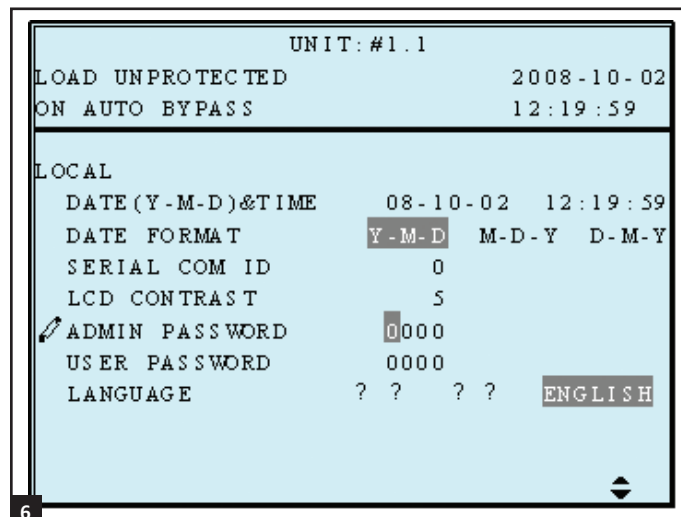 UNIT:#1.1
LOAD UNPROTECTED 2008-10-02
ON AUTO BYPASS 12:19:59
LOCAL
DATE(Y-M-D)&TIME 08-10-02 12:19:59
DATE FORMAT Y-M-D M-D-Y D-M-Y
SERIAL COM ID 0
LCD CONTRAST 5
ADMIN PASSWORD 0000
USER PASSWORD 0000
LANGUAGE ? ? ? ? ENGLISH
6